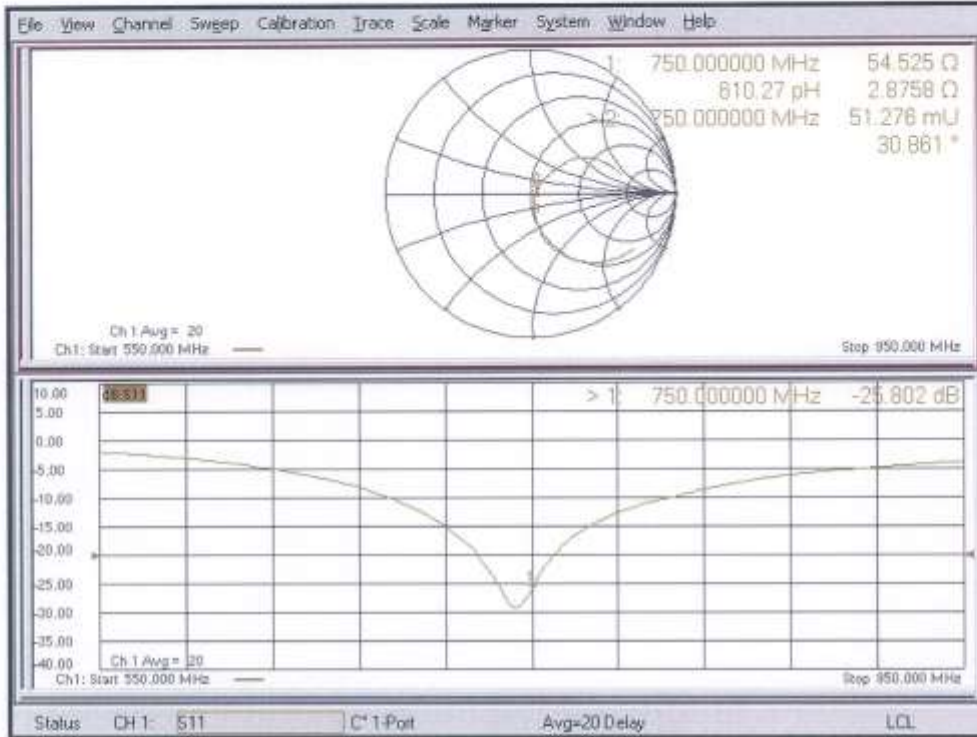 File View Channel Sweep Calibration Trace Scale Marker System Window Help
1: 750.000000 MHz 54.525 Ω
610.27 pH 2.8758 Ω
> 2: 750.000000 MHz 51.276 mU
30.861 °
Ch 1 Avg = 20
Ch1: Start 550.000 MHz
Stop 950.000 MHz
10.00
dB S11
> 1: 750.000000 MHz -25.802 dB
5.00
0.00
-5.00
-10.00
-15.00
-20.00
-25.00
-30.00
-35.00
-40.00
Ch 1 Avg = 20
Ch1: Start 550.000 MHz
Stop 950.000 MHz
Status CH 1: S11 C* 1-Port Avg=20 Delay LCL